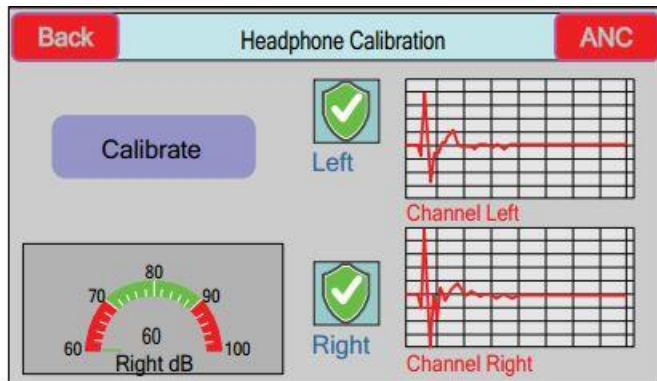 Back
Headphone Calibration
ANC
Calibrate
Left
Channel Left
80
70
90
60
60
100
Right dB
Right
Channel Right